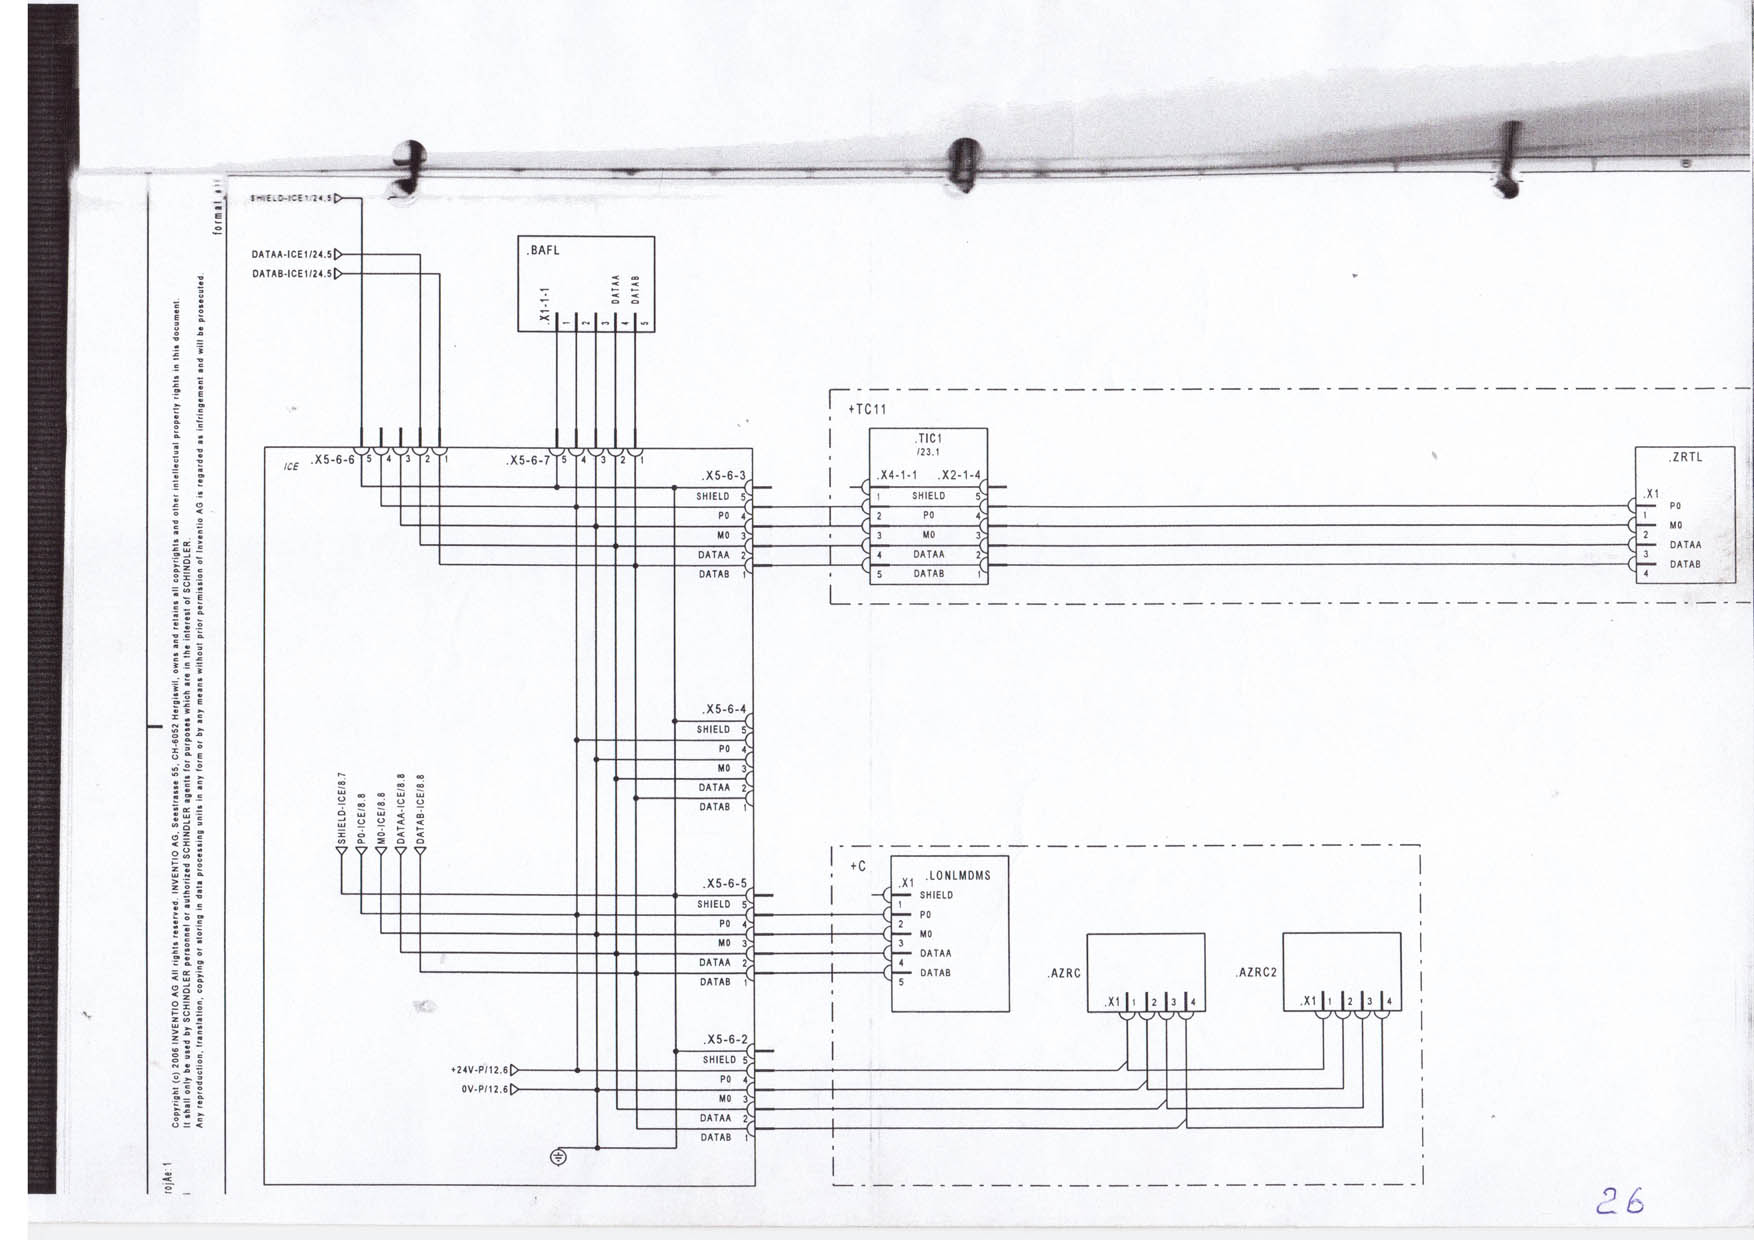 formal_all
Copyright (c) 2006 INVENTIO AG All rights reserved. INVENTIO AG, Seestrasse 55, CH-6052 Hergiswil, owns and retains all copyrights and other intellectual property rights in this document.
It shall only be used by SCHINDLER personnel or authorized SCHINDLER agents for purposes which are in the interest of SCHINDLER.
Any reproduction, translation, copying or storing in data processing units in any form or by any means without prior permission of Inventio AG is regarded as infringement and will be prosecuted.
rojAe: 1
SHIELD-ICE1/24.5
DATAA-ICE1/24.5
DATAB-ICE1/24.5
.BAFL
.X1-1-1
DATAA
DATAB
1 2 3 4 5
ICE
.X5-6-6 5 4 3 2 1
.X5-6-7 5 4 3 2 1
.X5-6-3
SHIELD 5
P0 4
M0 3
DATAA 2
DATAB 1
+TC11
.TIC1
/23.1
.X4-1-1 .X2-1-4
1 SHIELD 5
2 P0 4
3 M0 3
4 DATAA 2
5 DATAB 1
.ZRTL
.X1
P0
1
M0
2
DATAA
3
DATAB
4
.X5-6-4
SHIELD 5
P0 4
M0 3
DATAA 2
DATAB 1
SHIELD-ICE/8.7
P0-ICE/8.8
M0-ICE/8.8
DATAA-ICE/8.8
DATAB-ICE/8.8
.X5-6-5
SHIELD 5
P0 4
M0 3
DATAA 2
DATAB 1
+C
.LONLMDMS
.X1
SHIELD
1
P0
2
M0
3
DATAA
4
DATAB
5
.AZRC
.X1 1 2 3 4
.AZRC2
.X1 1 2 3 4
.X5-6-2
SHIELD 5
+24V-P/12.6
P0 4
0V-P/12.6
M0 3
DATAA 2
DATAB 1
26